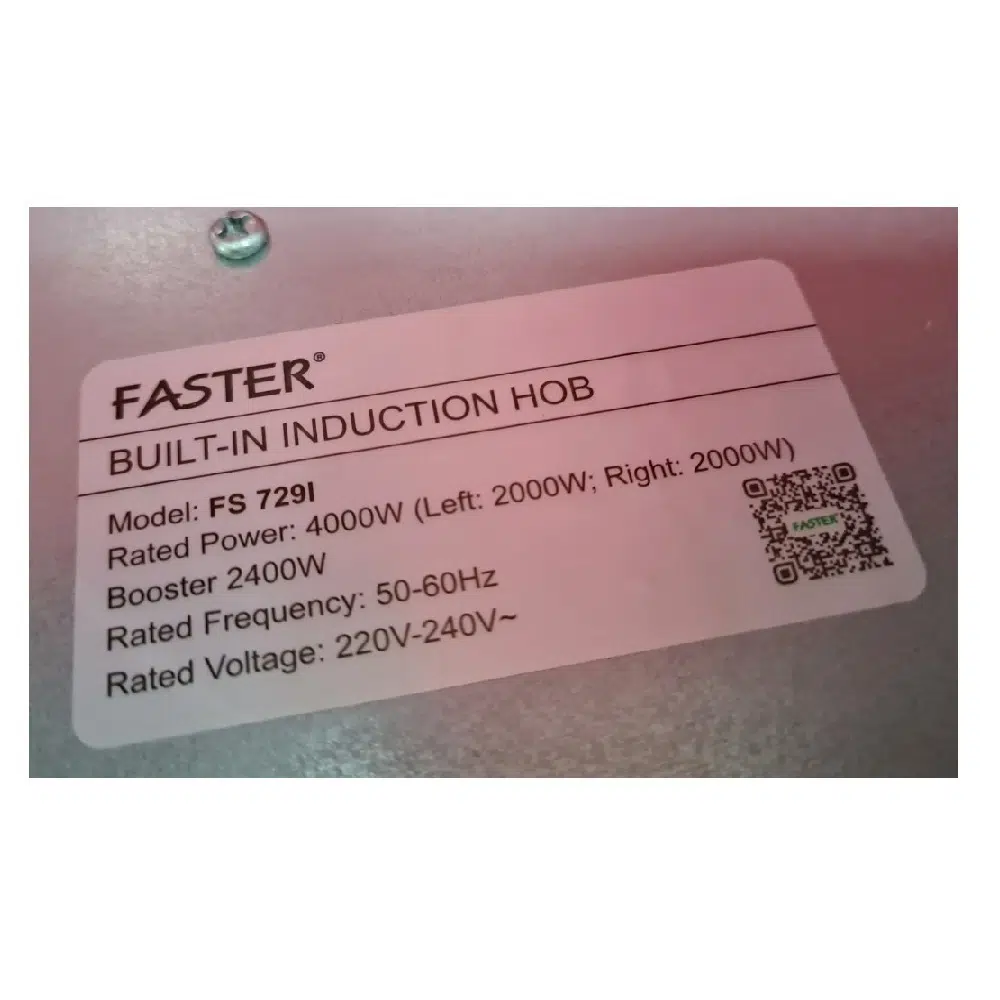 FASTER®
BUILT-IN INDUCTION HOB
Model: FS 729I
Rated Power: 4000W (Left: 2000W; Right: 2000W)
Booster 2400W
Rated Frequency: 50-60Hz
Rated Voltage: 220V-240V~
FASTER